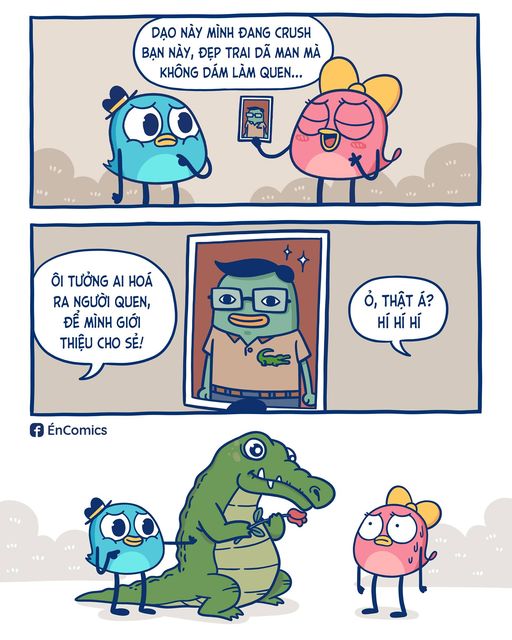 DẠO NÀY MÌNH ĐANG CRUSH
BẠN NÀY, ĐẸP TRAI DÃ MAN MÀ
KHÔNG DÁM LÀM QUEN...
ÔI TƯỞNG AI HOÁ
RA NGƯỜI QUEN,
ĐỂ MÌNH GIỚI
THIỆU CHO SẺ!
Ỏ, THẬT Á?
HÍ HÍ HÍ
ÉnComics